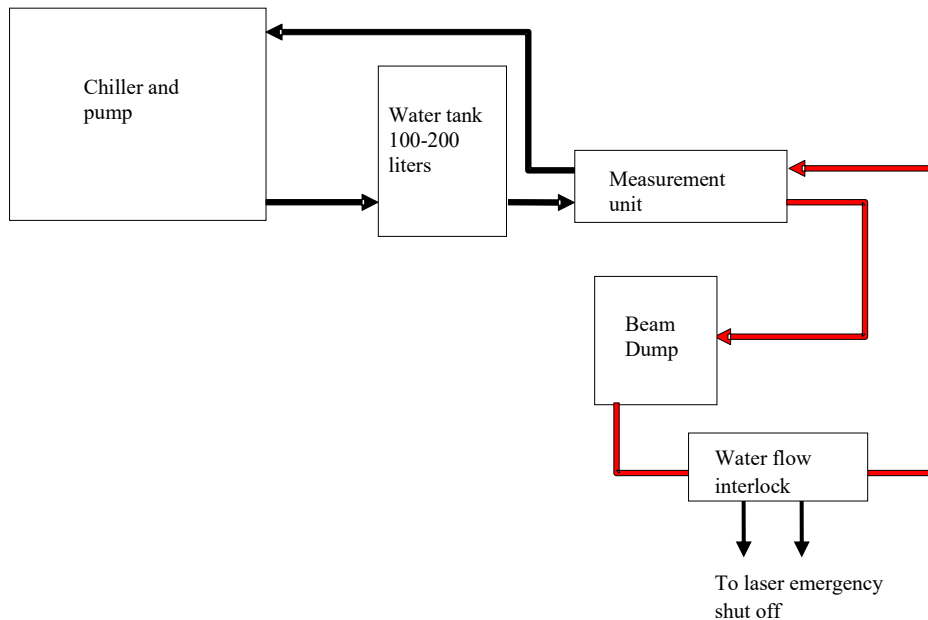 Chiller and
pump
Water tank
100-200
liters
Measurement
unit
Beam
Dump
Water flow
interlock
To laser emergency
shut off